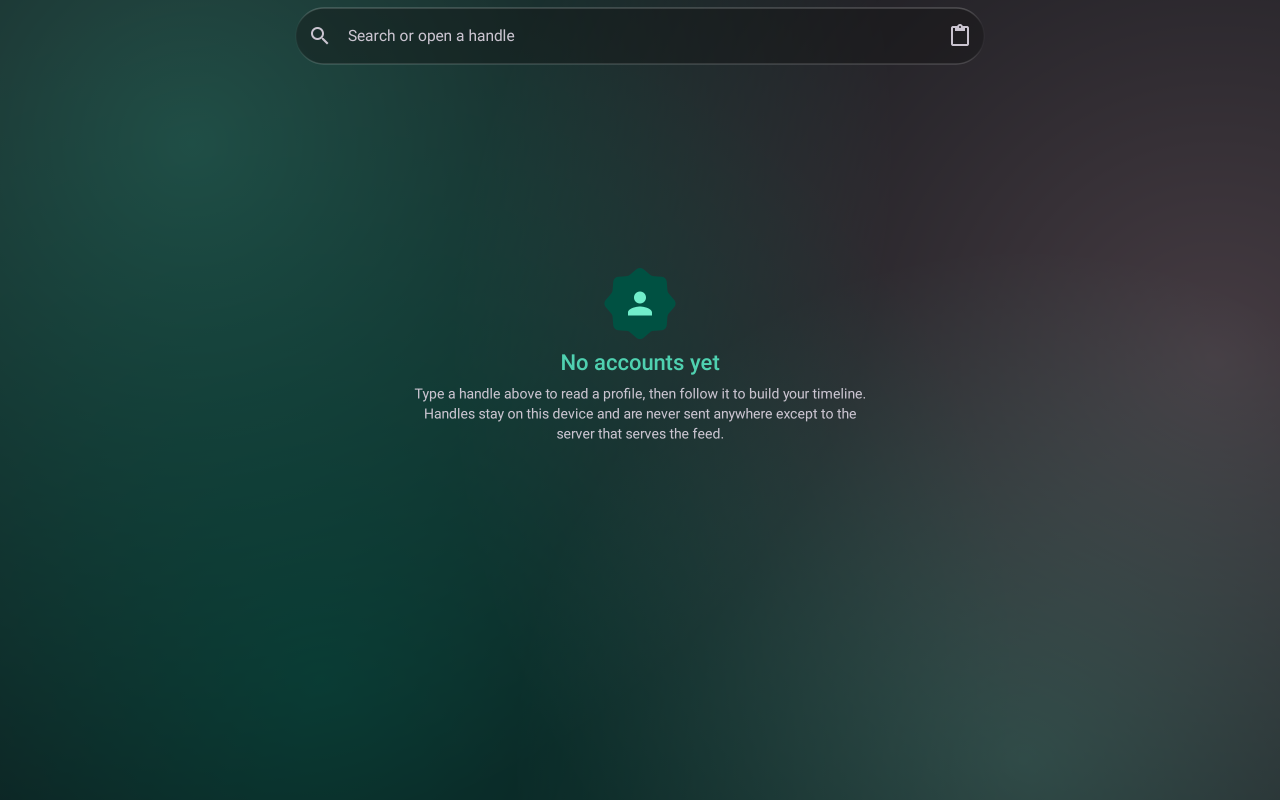 Search or open a handle
No accounts yet
Type a handle above to read a profile, then follow it to build your timeline.
Handles stay on this device and are never sent anywhere except to the
server that serves the feed.